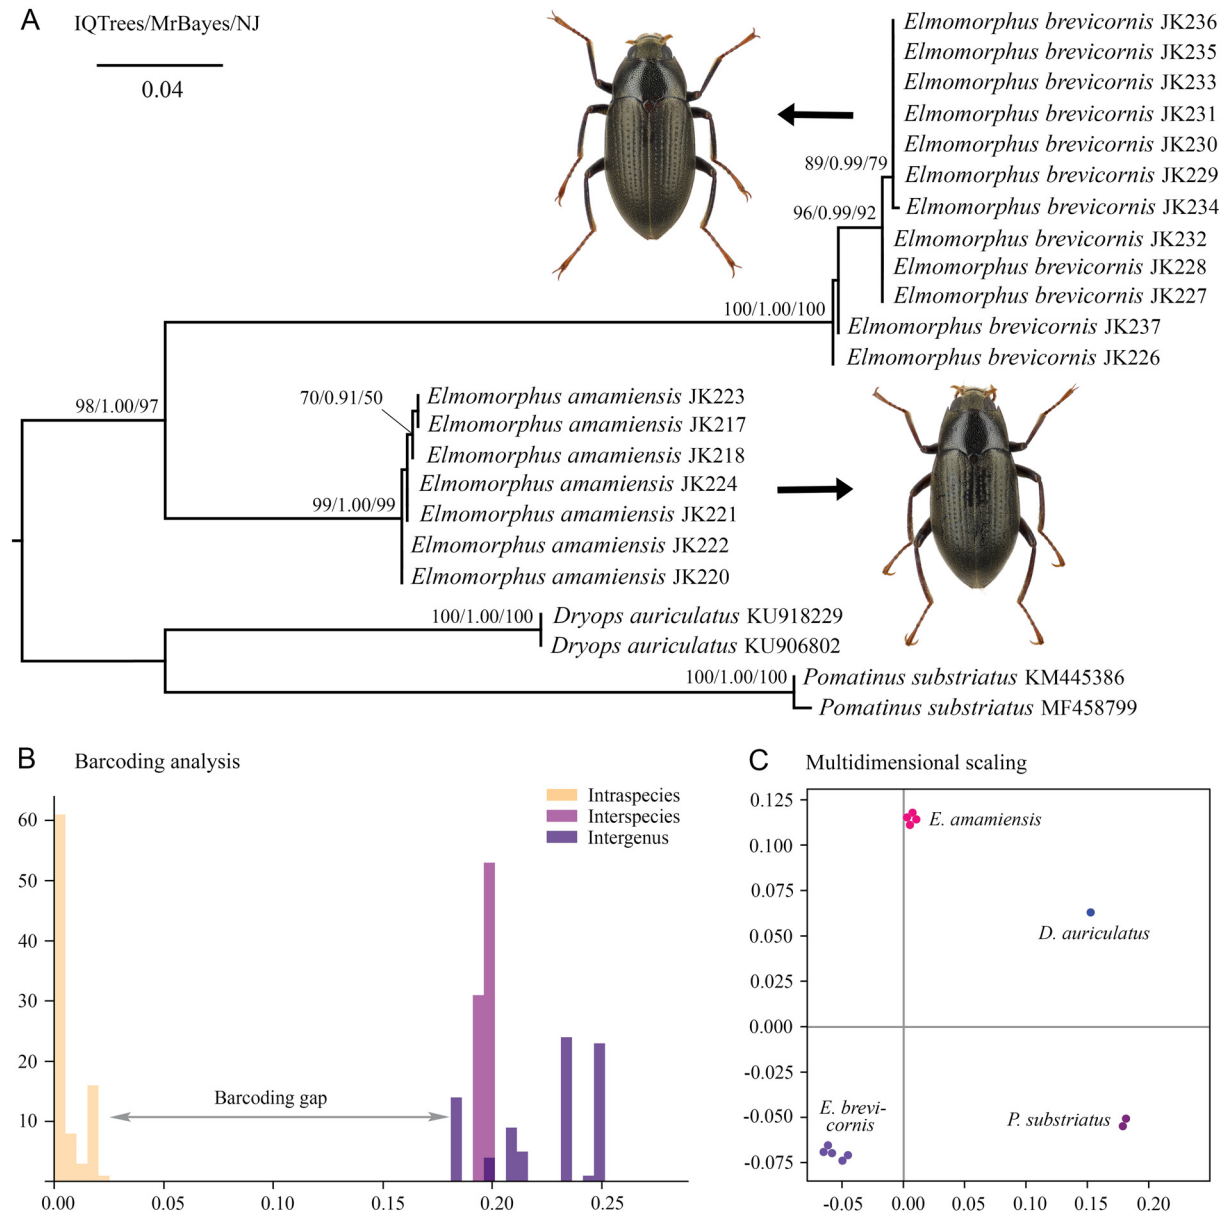 A IQTrees/MrBayes/NJ
0.04
Elmomorphus brevicornis JK236
Elmomorphus brevicornis JK235
Elmomorphus brevicornis JK233
Elmomorphus brevicornis JK231
Elmomorphus brevicornis JK230
89/0.99/79
Elmomorphus brevicornis JK229
Elmomorphus brevicornis JK234
96/0.99/92
Elmomorphus brevicornis JK232
Elmomorphus brevicornis JK228
Elmomorphus brevicornis JK227
100/1.00/100
Elmomorphus brevicornis JK237
Elmomorphus brevicornis JK226
98/1.00/97
70/0.91/50
Elmomorphus amamiensis JK223
Elmomorphus amamiensis JK217
Elmomorphus amamiensis JK218
Elmomorphus amamiensis JK224
99/1.00/99
Elmomorphus amamiensis JK221
Elmomorphus amamiensis JK222
Elmomorphus amamiensis JK220
100/1.00/100
Dryops auriculatus KU918229
Dryops auriculatus KU906802
100/1.00/100
Pomatinus substriatus KM445386
Pomatinus substriatus MF458799
B Barcoding analysis
Intraspecies
Interspecies
Intergenus
60
50
40
30
20
10
Barcoding gap
0.00 0.05 0.10 0.15 0.20 0.25
C Multidimensional scaling
0.125
0.100
0.075
0.050
0.025
0.000
-0.025
-0.050
-0.075
E. amamiensis
D. auriculatus
E. brevi-
cornis
P. substriatus
-0.05 0.00 0.05 0.10 0.15 0.20